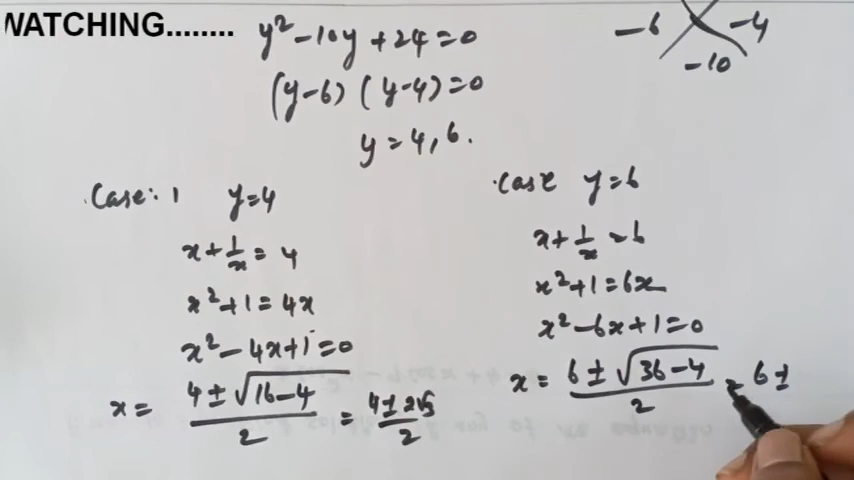 WATCHING........
y² - 10y + 24 = 0
-6 -4
-10
(y-6) (y-4) = 0
y = 4, 6.
Case: 1 y=4
x + 1/x = 4
x² + 1 = 4x
x² - 4x + 1 = 0
x = (4 ± √(16-4))/2 = (4 ± 2√3)/2
Case y=6
x + 1/x = 6
x² + 1 = 6x
x² - 6x + 1 = 0
x = (6 ± √(36-4))/2 = 6 ±